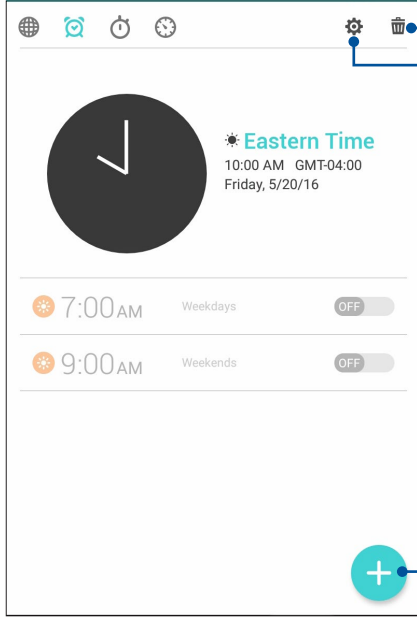 Eastern Time
10:00 AM GMT-04:00
Friday, 5/20/16
7:00AM Weekdays OFF
9:00AM Weekends OFF